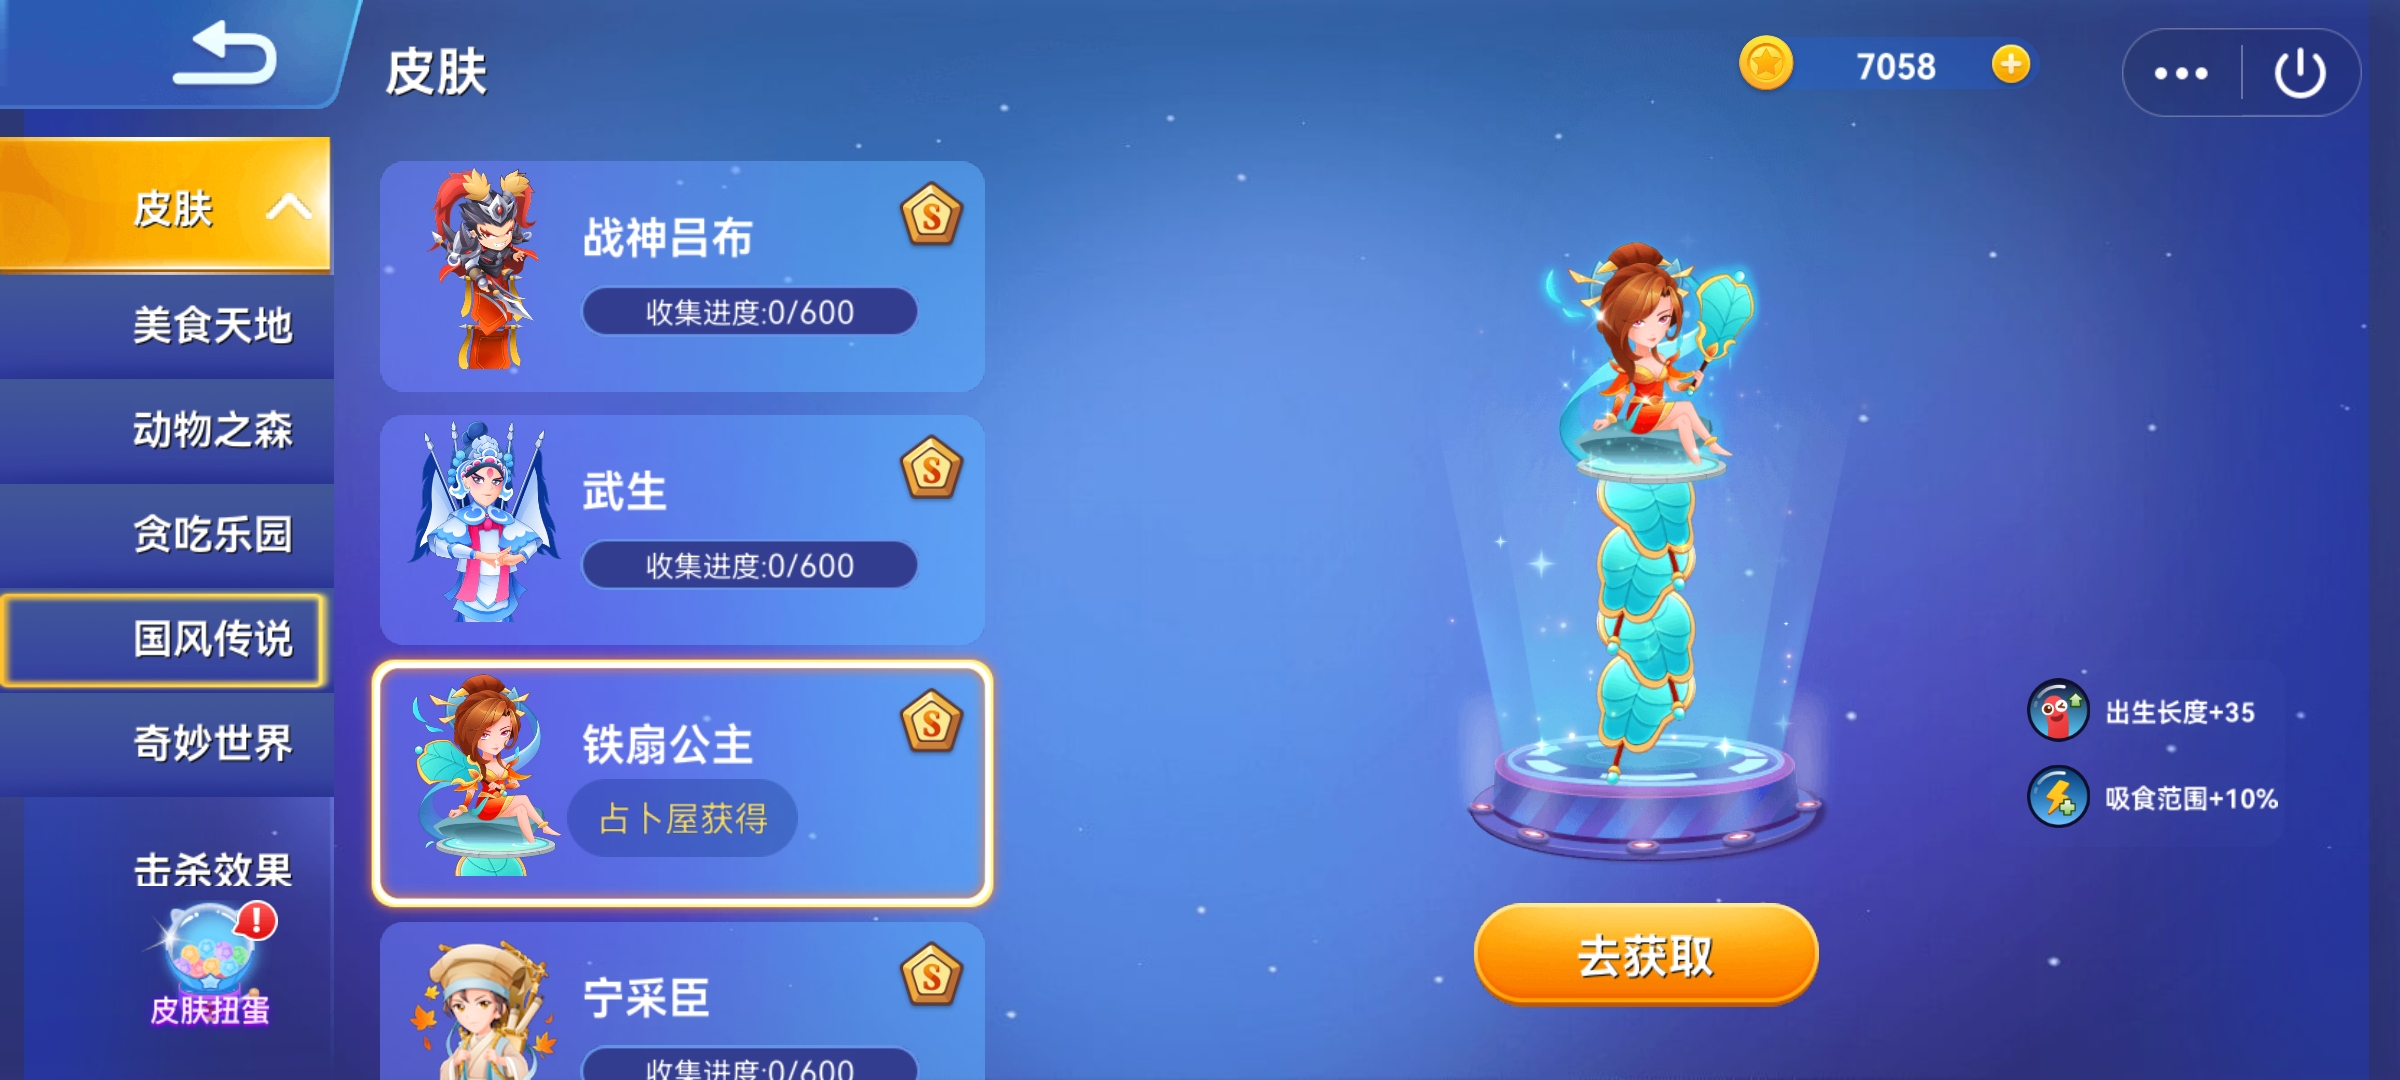 皮肤
7058
皮肤
美食天地
动物之森
贪吃乐园
国风传说
奇妙世界
击杀效果
皮肤扭蛋
战神吕布
S
收集进度:0/600
武生
S
收集进度:0/600
铁扇公主
S
占卜屋获得
宁采臣
S
收集进度:0/600
出生长度+35
吸食范围+10%
去获取